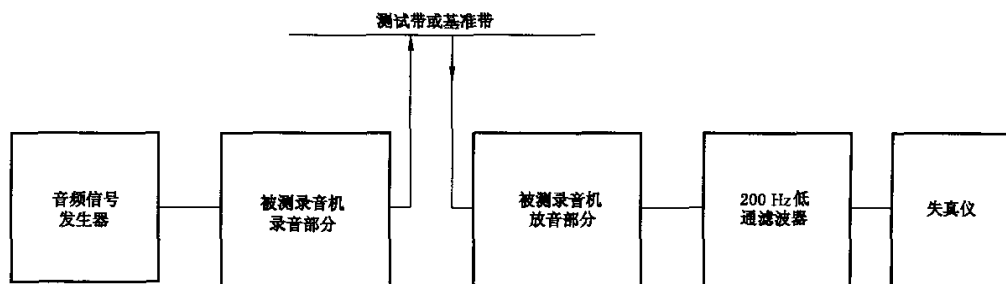 测试带或基准带
音频信号
发生器
被测录音机
录音部分
被测录音机
放音部分
200 Hz低
通滤波器
失真仪